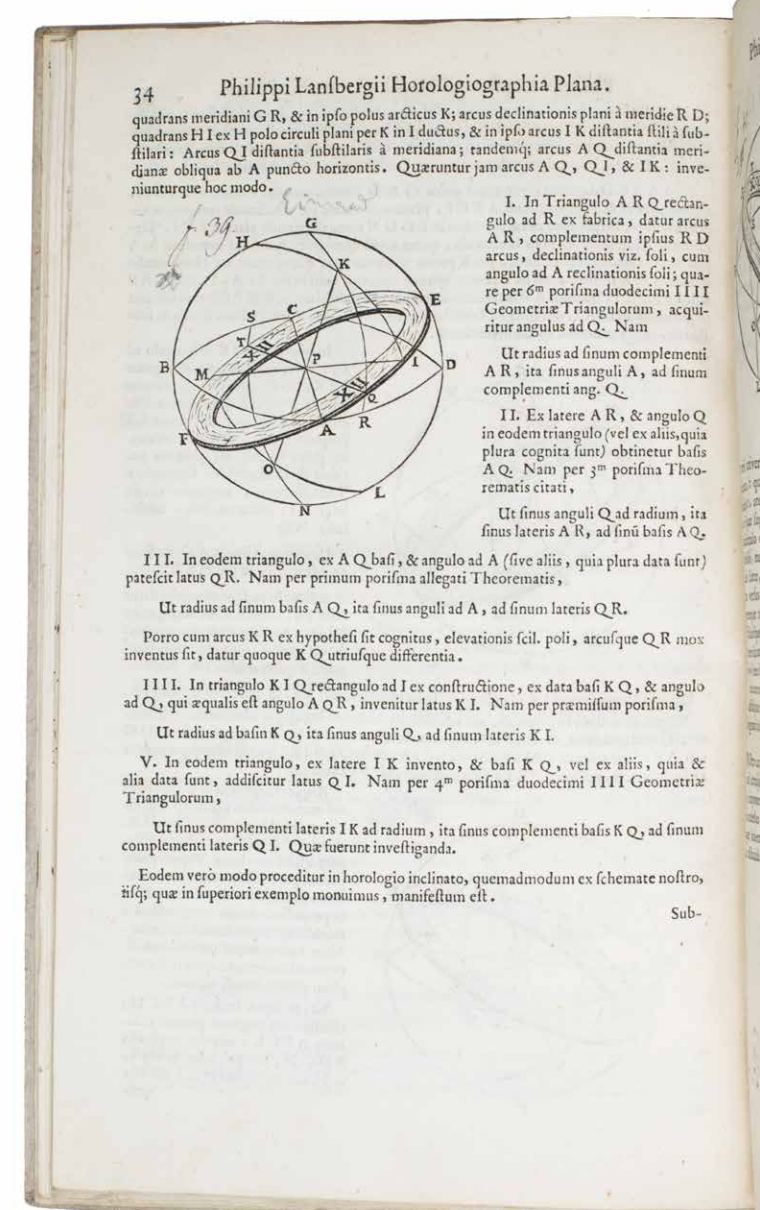 34 Philippi Lanſbergii Horologiographia Plana.
quadrans meridiani G R, & in ipſo polus arcticus K; arcus declinationis plani à meridie R D;
quadrans H I ex H polo circuli plani per K in I ductus, & in ipſo arcus I K diſtantia ſtili à ſub-
ſtilari: Arcus Q I diſtantia ſubſtilaris à meridiana; tandemq́; arcus A Q diſtantia meri-
dianæ obliqua ab A puncto horizontis. Quæruntur jam arcus A Q, Q I, & I K: inve-
niunturque hoc modo.
f. 39.
G
H
K
E
S
C
T
XII
B
M
P
I
D
XII
Q
F
A
R
O
L
N
I. In Triangulo A R Q rectan-
gulo ad R ex fabrica, datur arcus
A R, complementum ipſius R D
arcus, declinationis viz. ſoli, cum
angulo ad A reclinationis ſoli; qua-
re per 6ᵐ poriſma duodecimi I I I I
Geometriæ Triangulorum, acqui-
ritur angulus ad Q. Nam
Ut radius ad ſinum complementi
A R, ita ſinus anguli A, ad ſinum
complementi ang. Q.
I I. Ex latere A R, & angulo Q
in eodem triangulo (vel ex aliis, quia
plura cognita ſunt) obtinetur baſis
A Q. Nam per 3ᵐ poriſma Theo-
rematis citati,
Ut ſinus anguli Q ad radium, ita
ſinus lateris A R, ad ſinū baſis A Q.
I I I. In eodem triangulo, ex A Q baſi, & angulo ad A (ſive aliis, quia plura data ſunt)
pateſcit latus Q R. Nam per primum poriſma allegati Theorematis,
Ut radius ad ſinum baſis A Q, ita ſinus anguli ad A, ad ſinum lateris Q R.
Porro cum arcus K R ex hypotheſi ſit cognitus, elevationis ſcil. poli, arcuſque Q R mox
inventus ſit, datur quoque K Q utriuſque differentia.
I I I I. In triangulo K I Q rectangulo ad I ex conſtructione, ex data baſi K Q, & angulo
ad Q, qui æqualis eſt angulo A Q R, invenitur latus K I. Nam per præmiſſum poriſma,
Ut radius ad baſin K Q, ita ſinus anguli Q, ad ſinum lateris K I.
V. In eodem triangulo, ex latere I K invento, & baſi K Q, vel ex aliis, quia &
alia data ſunt, addiſcitur latus Q I. Nam per 4ᵐ poriſma duodecimi I I I I Geometriæ
Triangulorum,
Ut ſinus complementi lateris I K ad radium, ita ſinus complementi baſis K Q, ad ſinum
complementi lateris Q I. Quæ fuerunt inveſtiganda.
Eodem verò modo proceditur in horologio inclinato, quemadmodum ex ſchemate noſtro,
iiſq́; quæ in ſuperiori exemplo monuimus, manifeſtum eſt.
Sub-